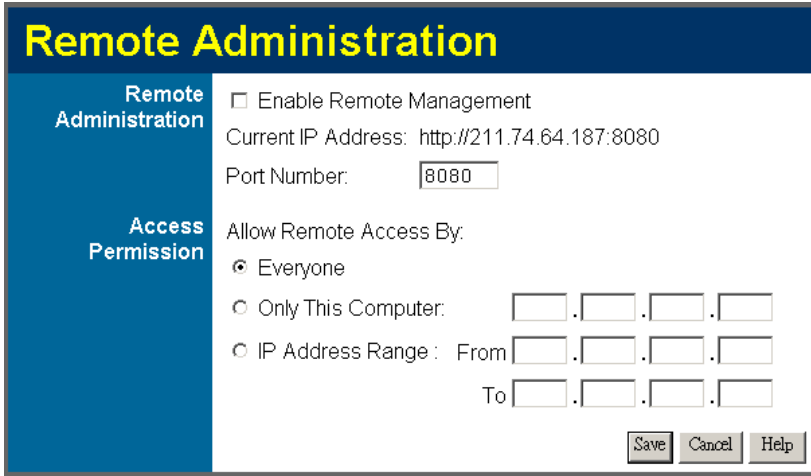 Remote Administration
Remote
Administration
Enable Remote Management
Current IP Address: http://211.74.64.187:8080
Port Number: 8080
Access
Permission
Allow Remote Access By:
Everyone
Only This Computer: . . .
IP Address Range : From . . .
To . . .
Save Cancel Help